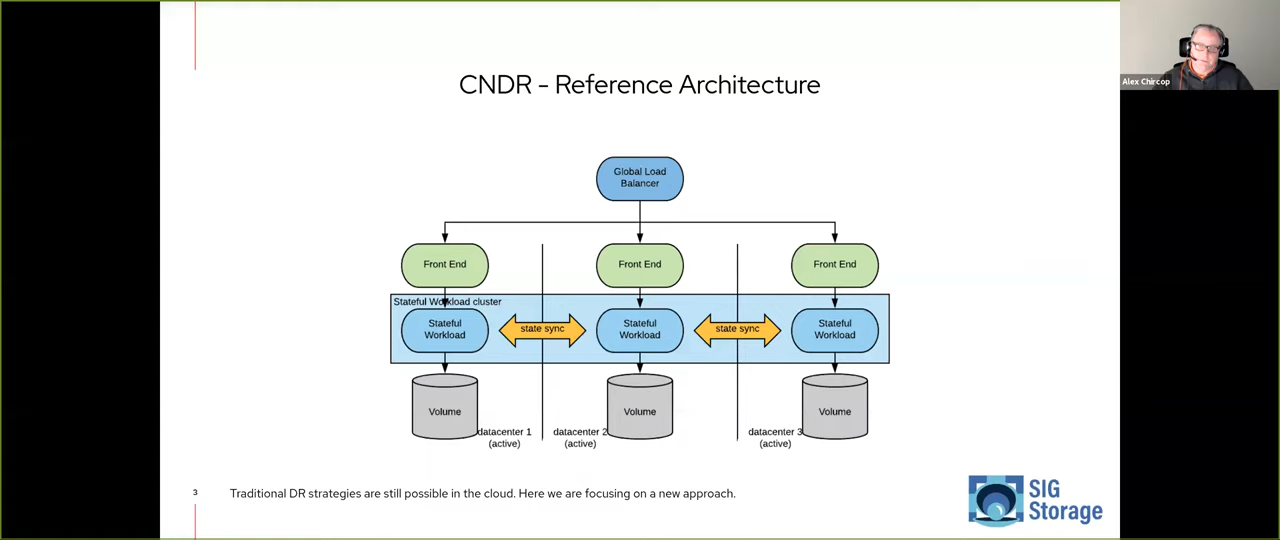 Alex Chircop
CNDR - Reference Architecture
Global Load
Balancer
Front End
Front End
Front End
Stateful Workload cluster
Stateful
Workload
state sync
Stateful
Workload
state sync
Stateful
Workload
Volume
Volume
Volume
datacenter 1
(active)
datacenter 2
(active)
datacenter 3
(active)
3
Traditional DR strategies are still possible in the cloud. Here we are focusing on a new approach.
SIG
Storage